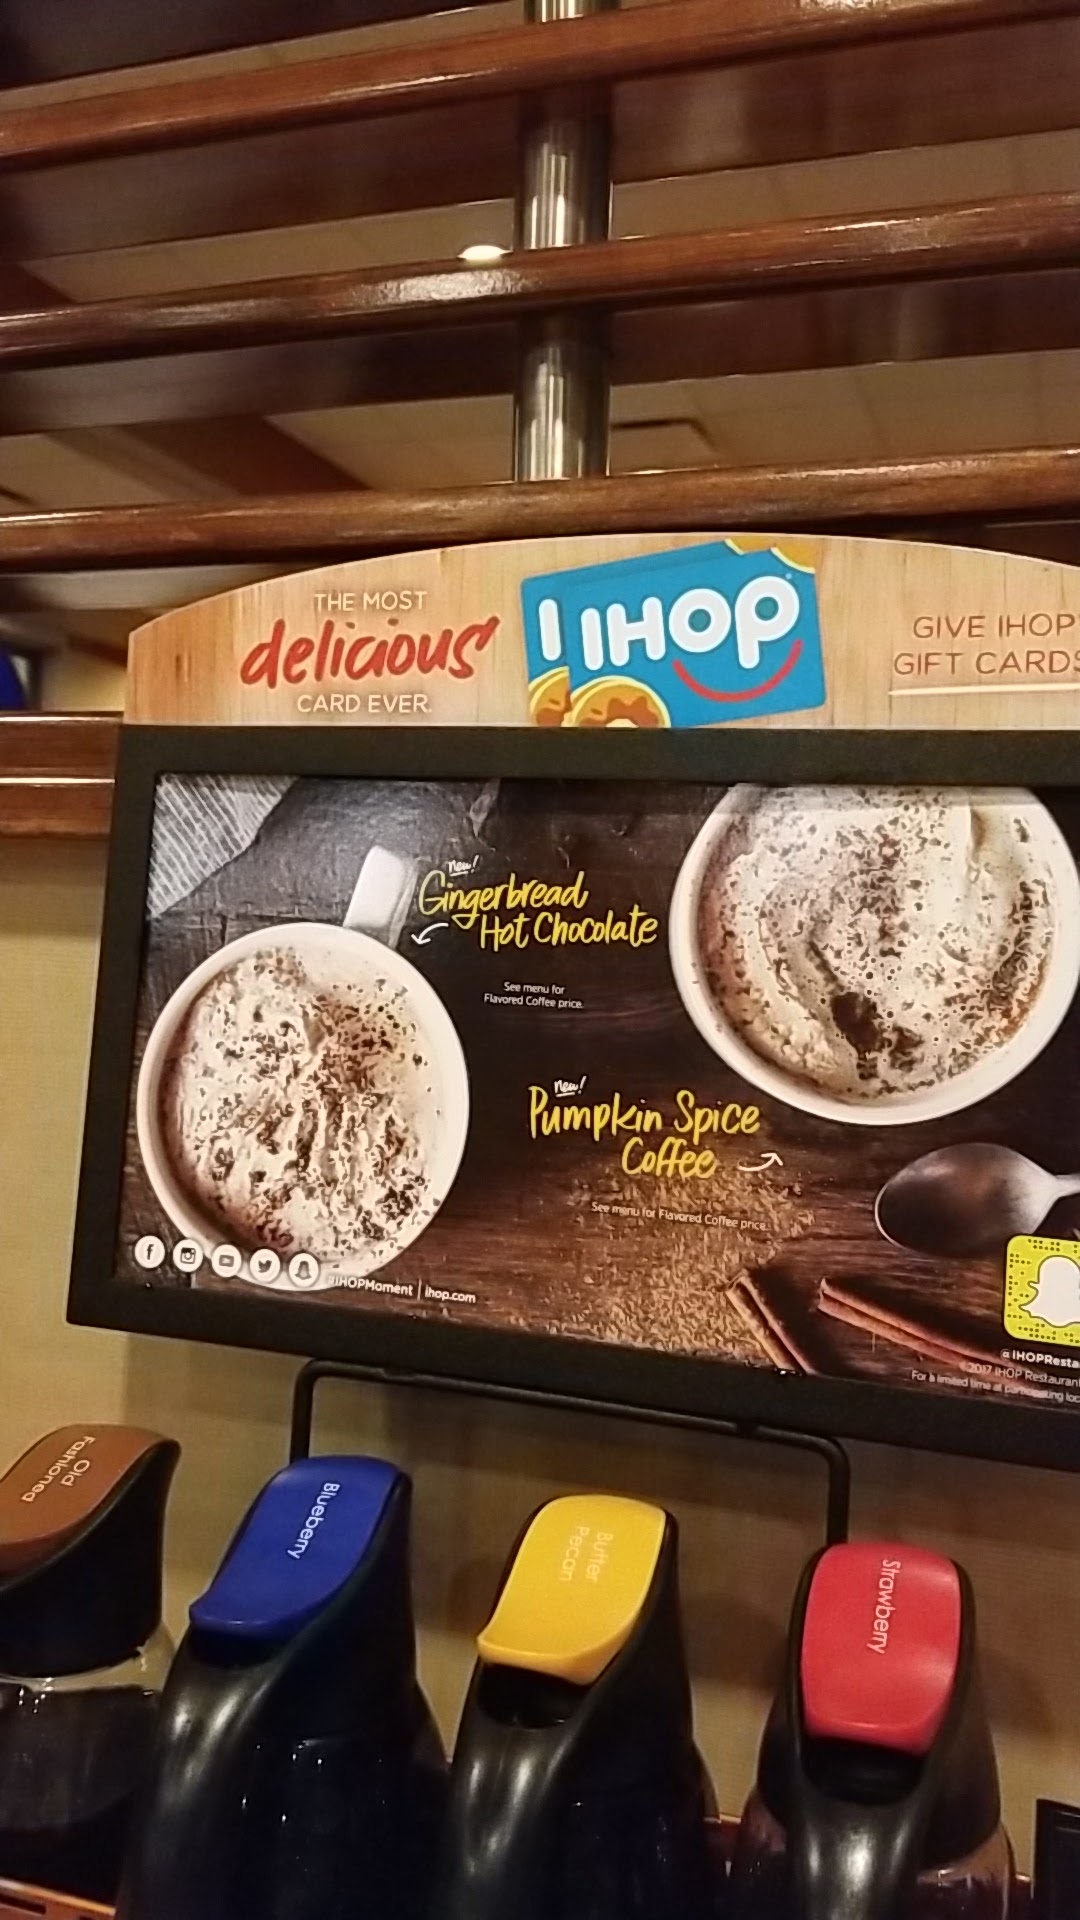 THE MOST
delicious
CARD EVER.
I IHOP
GIVE IHOP
GIFT CARDS
new!
Gingerbread
Hot Chocolate
See menu for
Flavored Coffee price.
new!
Pumpkin Spice
Coffee
See menu for Flavored Coffee price.
#IHOPMoment | ihop.com
@IHOPResta
©2017 IHOP Restauran
For a limited time at participating loc
Old
Fashioned
Blueberry
Butter
Pecan
Strawberry